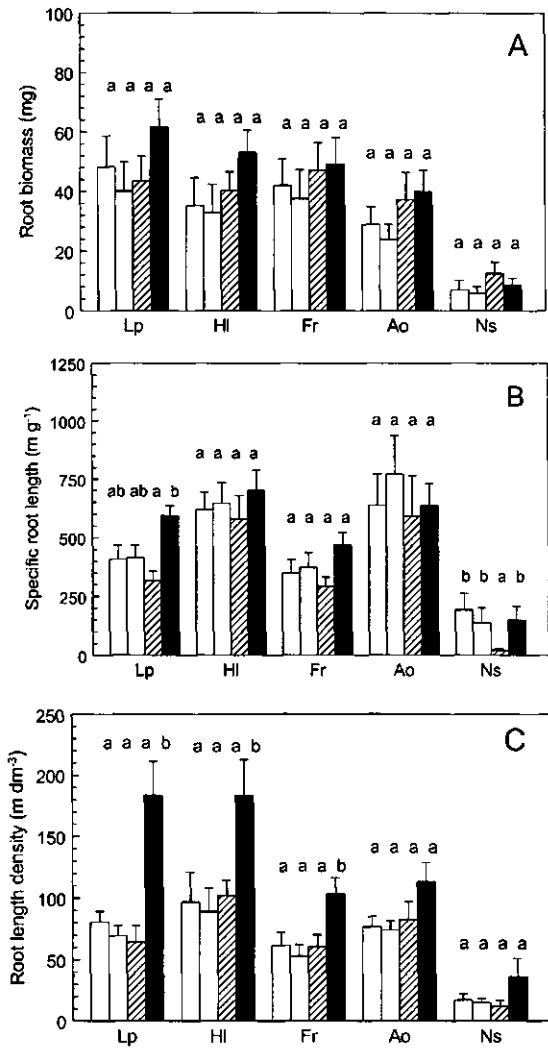 A
Root biomass (mg)
100
80
60
40
20
0
a a a a
a a a a
a a a a
a a a a
a a a a
Lp Hl Fr Ao Ns
B
Specific root length (m g⁻¹)
1250
1000
750
500
250
0
ab ab a b
a a a a
a a a a
a a a a
b b a b
Lp Hl Fr Ao Ns
C
Root length density (m dm⁻³)
250
200
150
100
50
0
a a a b
a a a b
a a a b
a a a a
a a a a
Lp Hl Fr Ao Ns